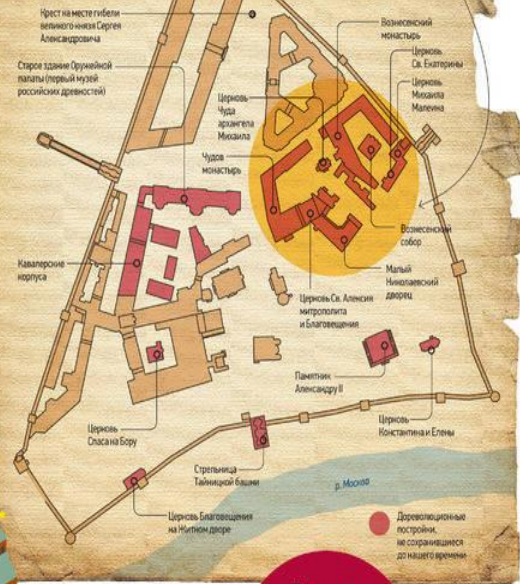 Крест на месте гибели
великого князя Сергея
Александровича
Вознесенский
монастырь
Старое здание Оружейной
палаты (первый музей
российских древностей)
Церковь
Св. Екатерины
Церковь
Михаила
Малеина
Церковь
Чуда
архангела
Михаила
Чудов
монастырь
Вознесенский
собор
Кавалерские
корпуса
Малый
Николаевский
дворец
Церковь Св. Алексия
митрополита
и Благовещения
Памятник
Александру II
Церковь
Спаса на Бору
Церковь
Константина и Елены
Стрельница
Тайницкой башни
р. Москва
Церковь Благовещения
на Житном дворе
Дореволюционные
постройки,
не сохранившиеся
до нашего времени